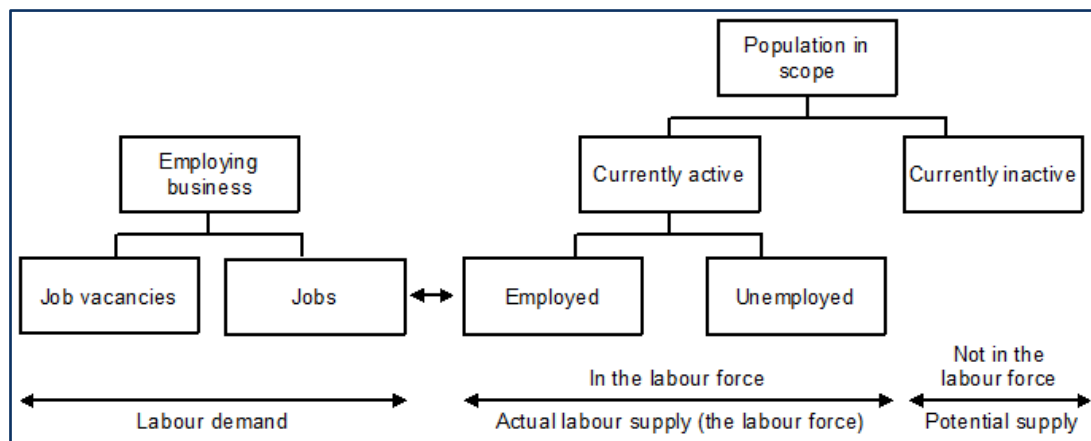 Population in
scope
Employing
business
Currently active
Currently inactive
Job vacancies
Jobs
Employed
Unemployed
In the labour force
Not in the
labour force
Labour demand
Actual labour supply (the labour force)
Potential supply